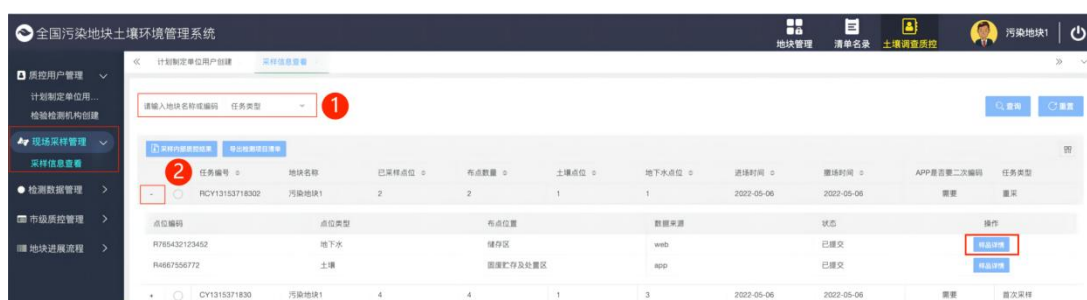 全国污染地块土壤环境管理系统
地块管理 清单名录 土壤调查质控 污染地块1
质控用户管理
计划制定单位用...
检验检测机构创建
现场采样管理
采样信息查看
检测数据管理
市级质控管理
地块进展流程
计划制定单位用户创建 采样信息查看
请输入地块名称或编码 任务类型 1 查询 重置
采样内部质控结果 导出检测项目清单
2
任务编号 地块名称 已采样点位 布点数量 土壤点位 地下水点位 进场时间 撤场时间 APP是否要二次编码 任务类型
RCY13153718302 污染地块1 2 2 1 1 2022-05-06 2022-05-06 需要 重采
点位编码 点位类型 布点位置 数据来源 状态 操作
R765432123452 地下水 储存区 web 已提交 样品详情
R4667556772 土壤 固废贮存及处置区 app 已提交 样品详情
CY1315371830 污染地块1 4 4 1 3 2022-05-06 2022-05-06 需要 首次采样